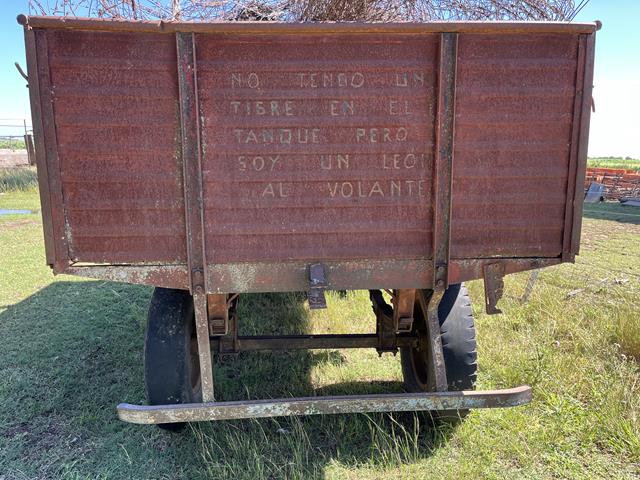 NO TENGO UN
TIGRE EN EL
TANQUE PERO
SOY UN LEON
AL VOLANTE